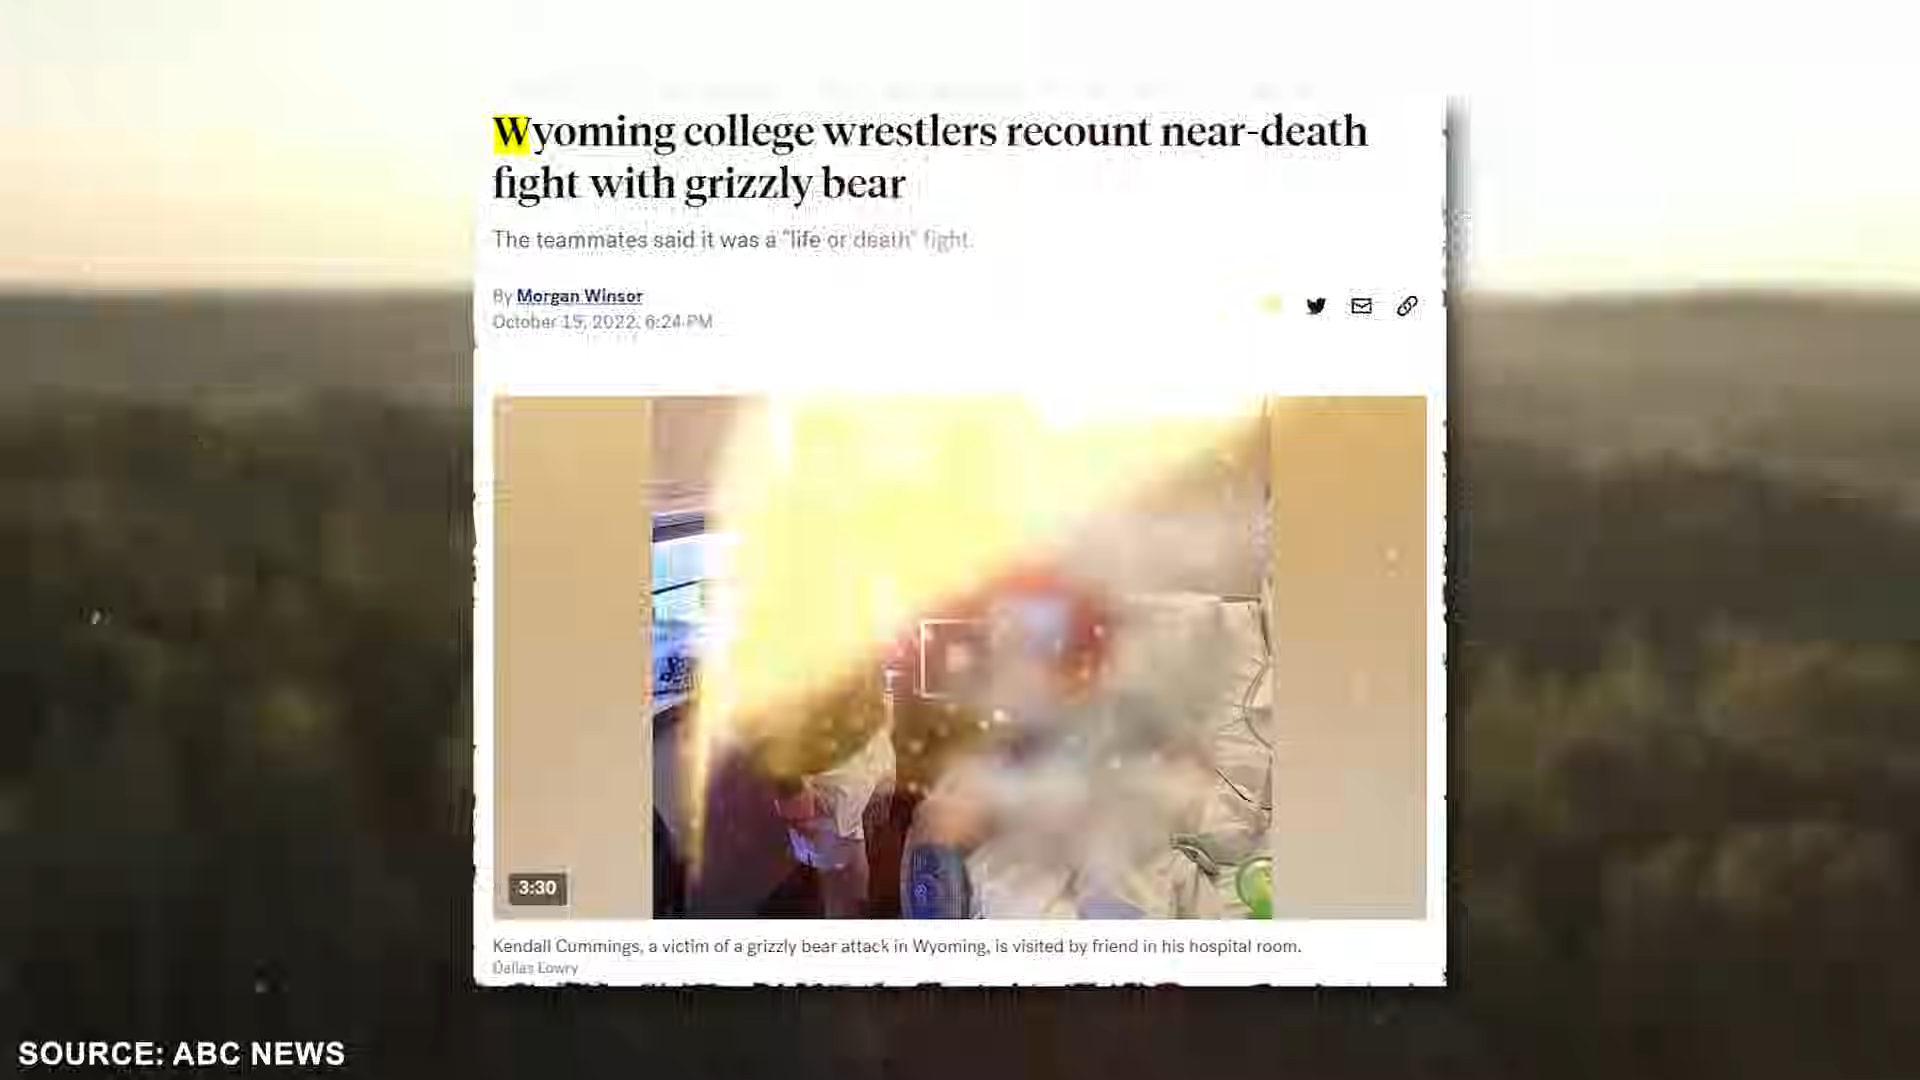 Wyoming college wrestlers recount near-death
fight with grizzly bear
The teammates said it was a "life or death" fight.
By Morgan Winsor
October 15, 2022, 6:24 PM
3:30
Kendall Cummings, a victim of a grizzly bear attack in Wyoming, is visited by friend in his hospital room.
Dallas Lowry
SOURCE: ABC NEWS